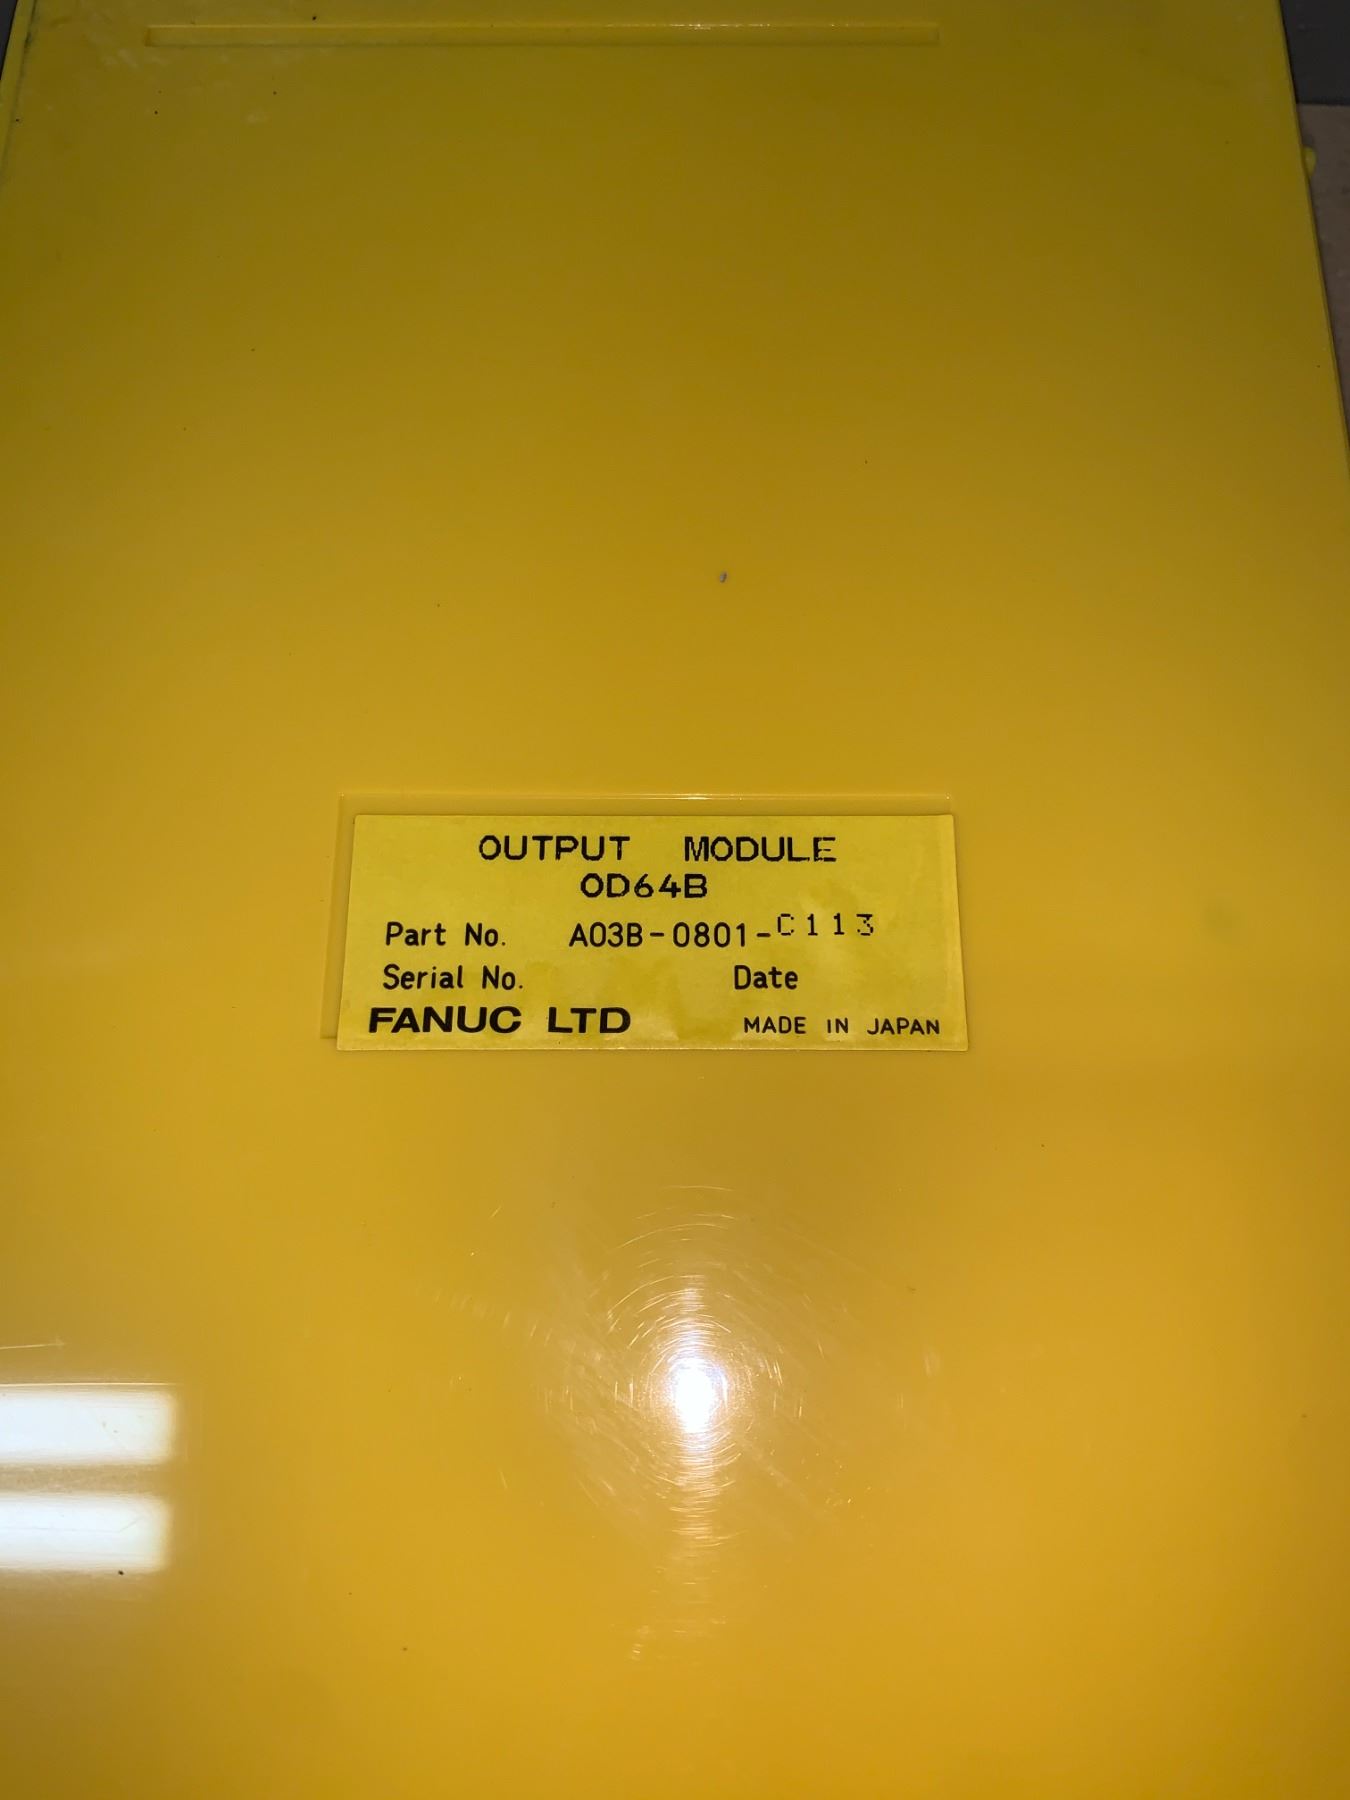 OUTPUT MODULE
OD64B
Part No. A03B-0801-C113
Serial No. Date
FANUC LTD MADE IN JAPAN